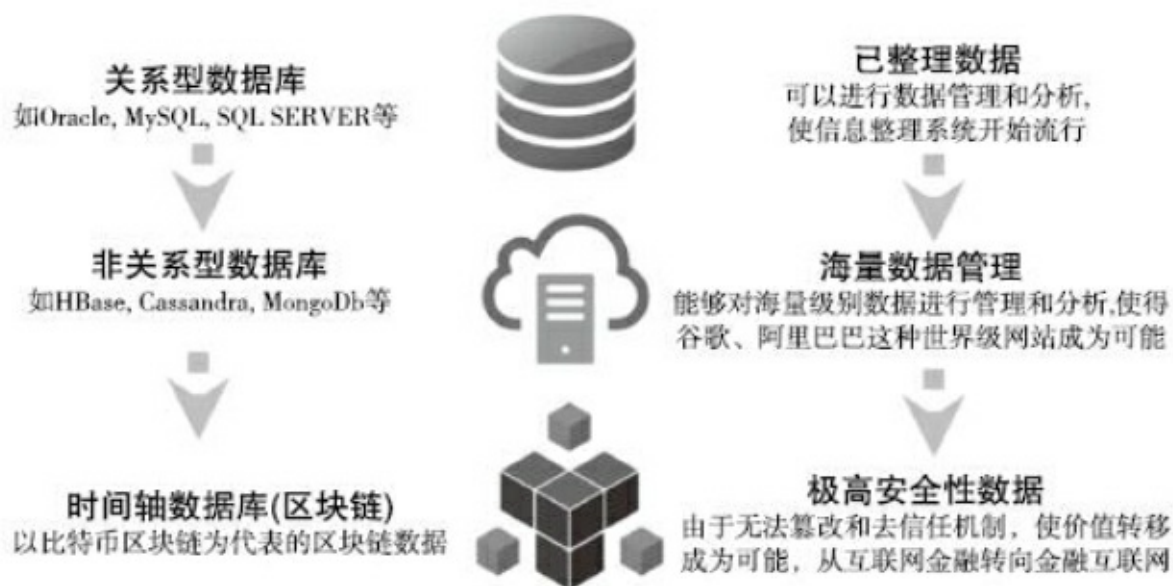 关系型数据库
如Oracle, MySQL, SQL SERVER等
已整理数据
可以进行数据管理和分析,
使信息整理系统开始流行
非关系型数据库
如HBase, Cassandra, MongoDb等
海量数据管理
能够对海量级别数据进行管理和分析,使得
谷歌、阿里巴巴这种世界级网站成为可能
时间轴数据库(区块链)
以比特币区块链为代表的区块链数据
极高安全性数据
由于无法篡改和去信任机制，使价值转移
成为可能，从互联网金融转向金融互联网